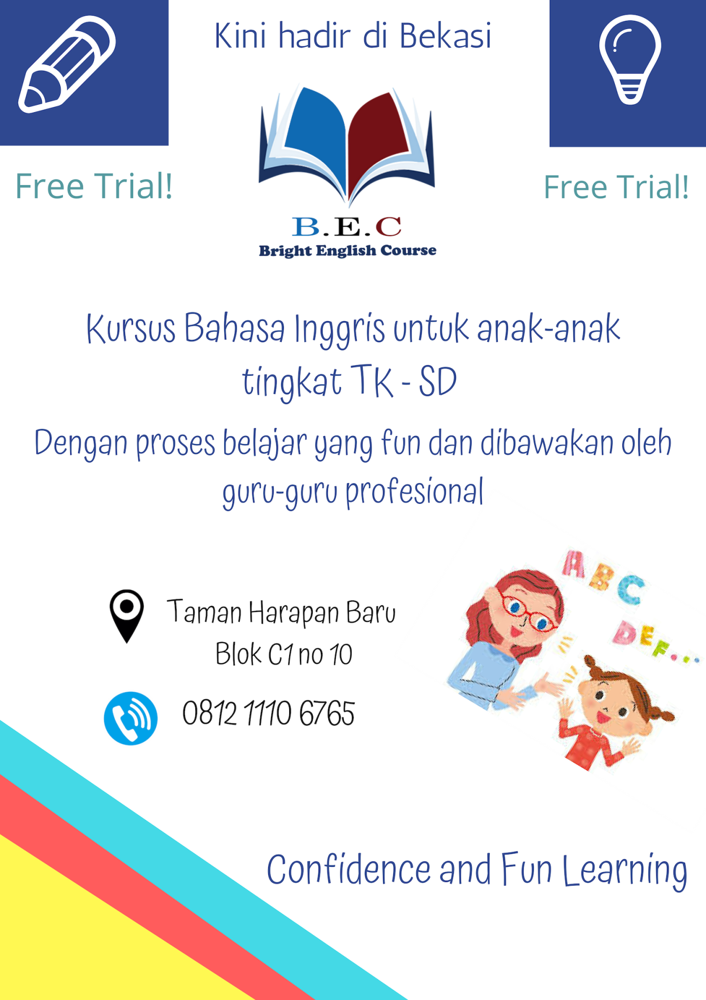 Kini hadir di Bekasi
Free Trial!
Free Trial!
B.E.C
Bright English Course
Kursus Bahasa Inggris untuk anak-anak
tingkat TK - SD
Dengan proses belajar yang fun dan dibawakan oleh
guru-guru profesional
ABC
DEF...
Taman Harapan Baru
Blok C1 no 10
0812 1110 6765
Confidence and Fun Learning